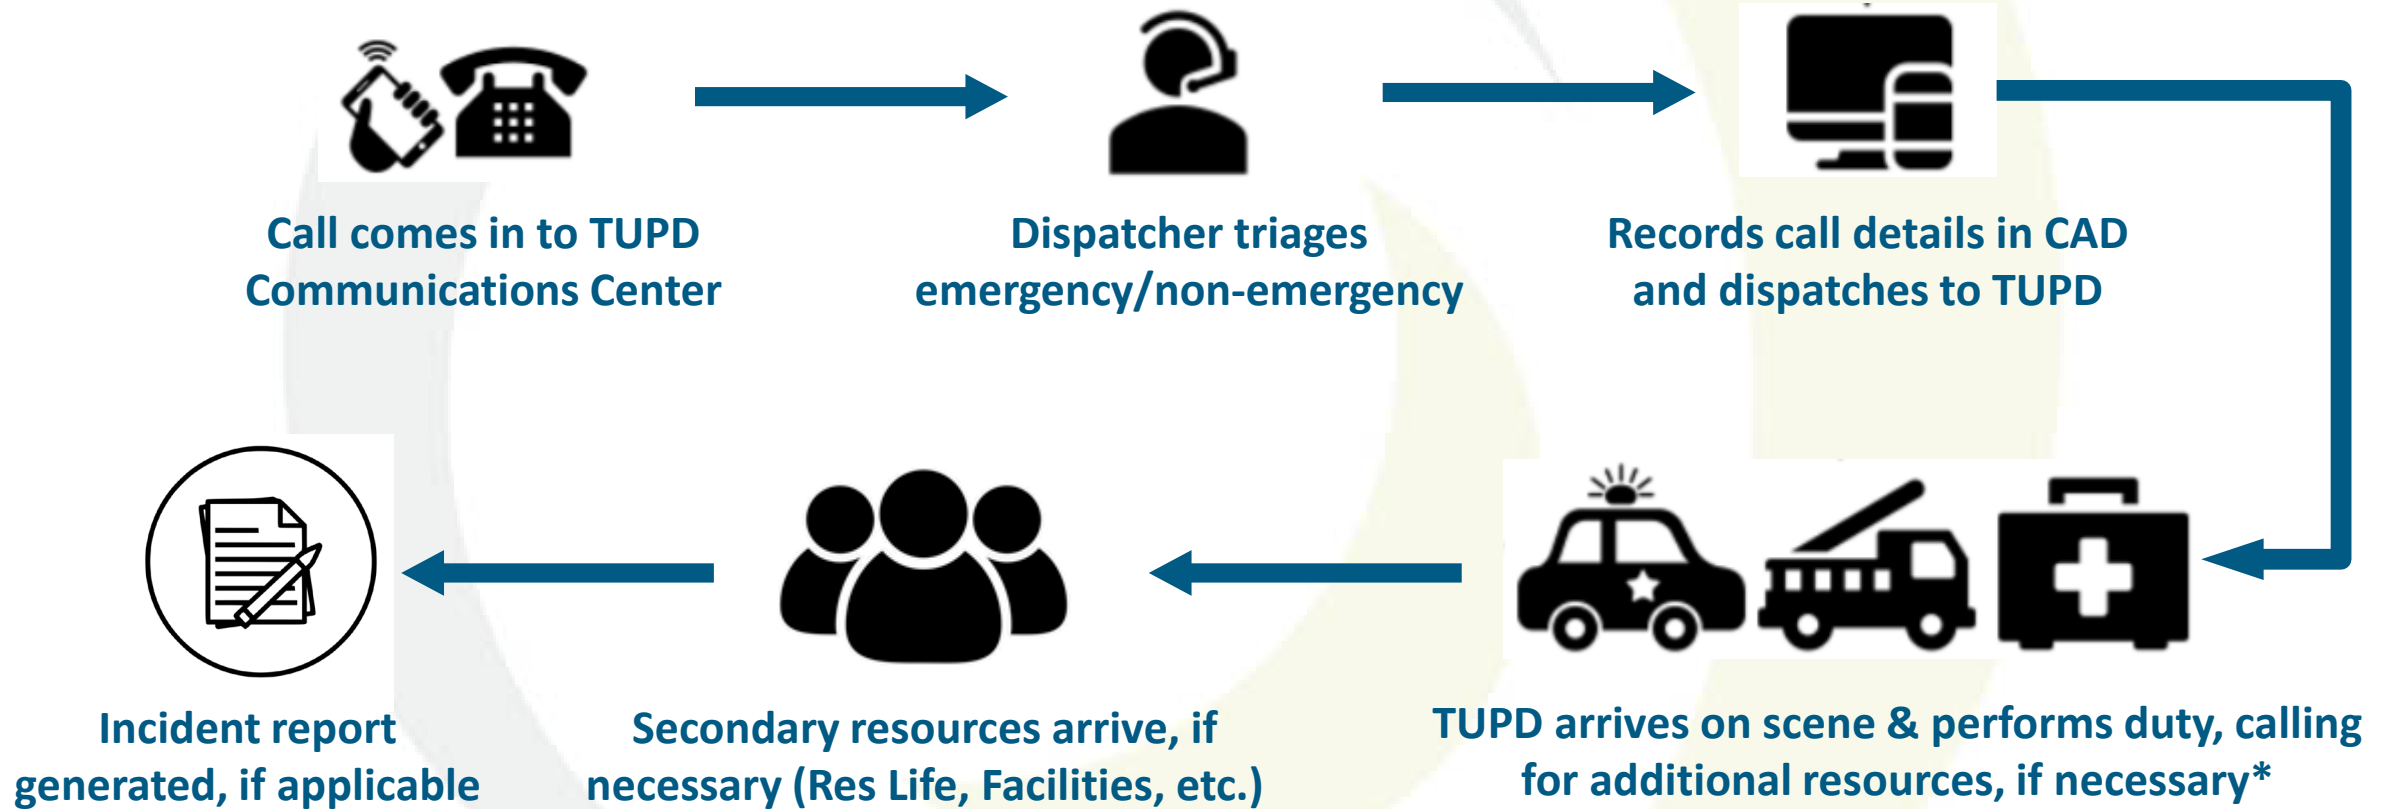 Call comes in to TUPD
Communications Center
Dispatcher triages
emergency/non-emergency
Records call details in CAD
and dispatches to TUPD
Incident report
generated, if applicable
Secondary resources arrive, if
necessary (Res Life, Facilities, etc.)
TUPD arrives on scene & performs duty, calling
for additional resources, if necessary*